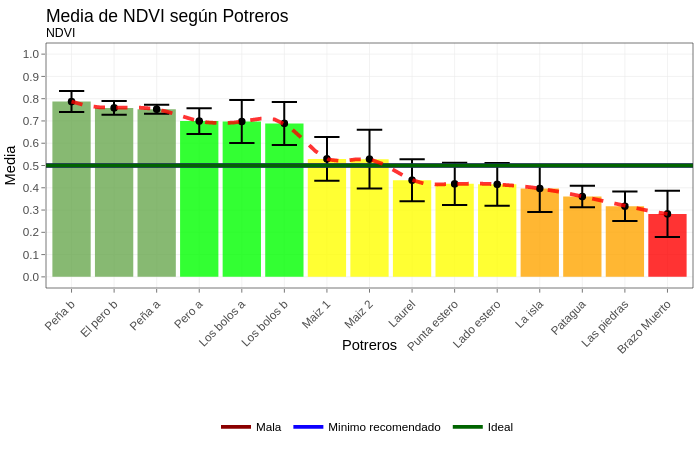 Media de NDVI según Potreros
NDVI
Media
1.0
0.9
0.8
0.7
0.6
0.5
0.4
0.3
0.2
0.1
0.0
Peña b
El pero b
Peña a
Pero a
Los bolos a
Los bolos b
Maiz 1
Maiz 2
Laurel
Punta estero
Lado estero
La isla
Patagua
Las piedras
Brazo Muerto
Potreros
Mala
Minimo recomendado
Ideal